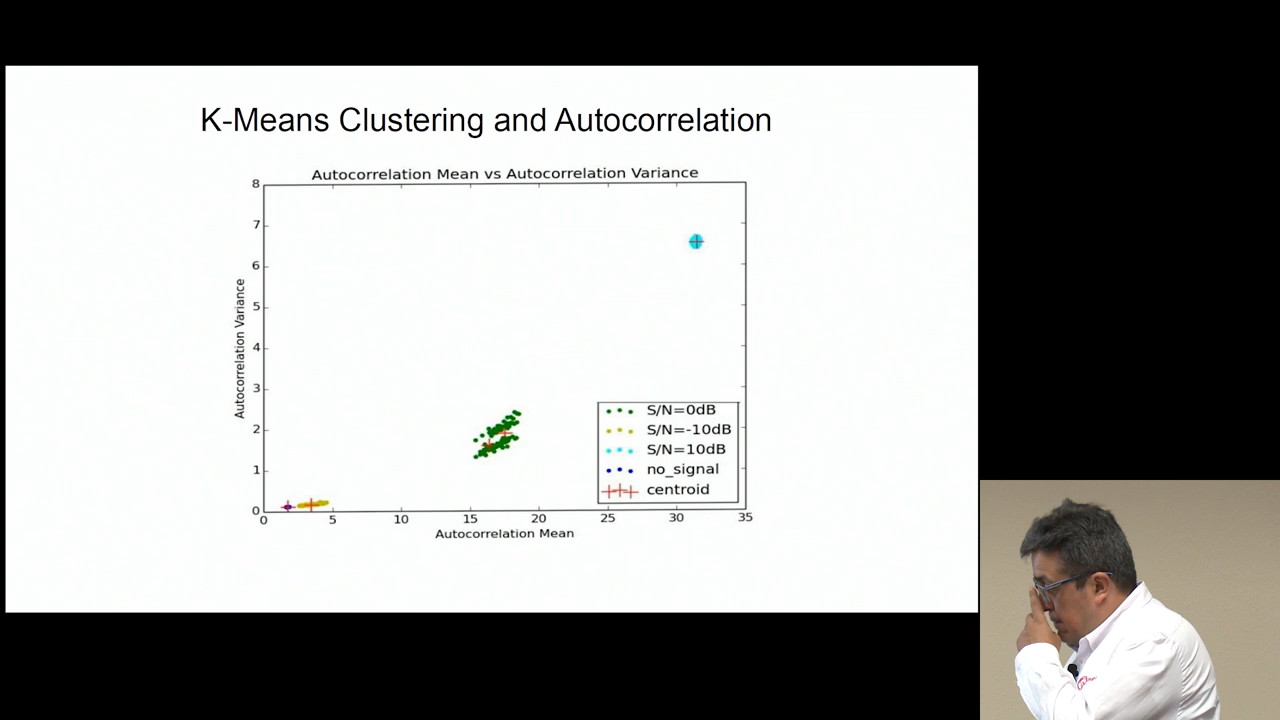 K-Means Clustering and Autocorrelation
Autocorrelation Mean vs Autocorrelation Variance
8
7
6
5
4
3
2
1
0
Autocorrelation Variance
S/N=0dB
S/N=-10dB
S/N=10dB
no_signal
centroid
0 5 10 15 20 25 30 35
Autocorrelation Mean